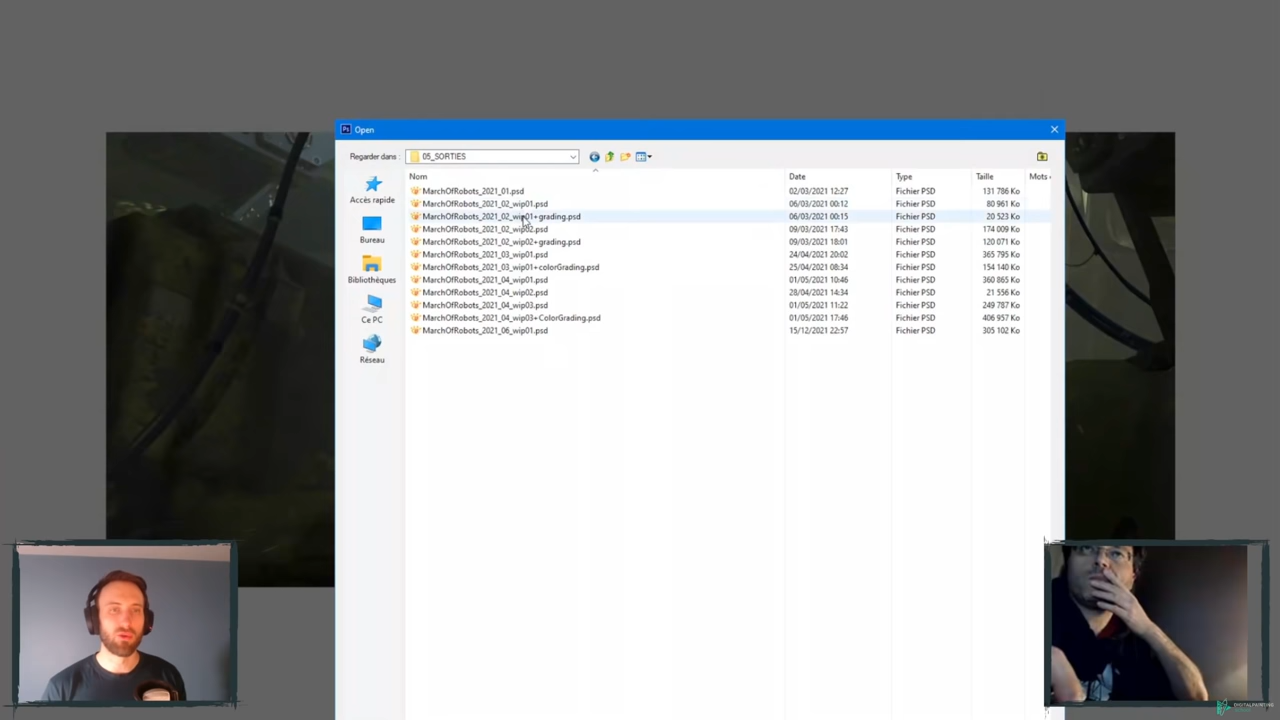 Ps Open
Regarder dans : 05_SORTIES
Nom Date Type Taille Mots
MarchOfRobots_2021_01.psd 02/03/2021 12:27 Fichier PSD 131 786 Ko
MarchOfRobots_2021_02_wip01.psd 06/03/2021 00:12 Fichier PSD 80 961 Ko
MarchOfRobots_2021_02_wip01+grading.psd 06/03/2021 00:15 Fichier PSD 20 523 Ko
MarchOfRobots_2021_02_wip02.psd 09/03/2021 17:43 Fichier PSD 174 009 Ko
MarchOfRobots_2021_02_wip02+grading.psd 09/03/2021 18:01 Fichier PSD 120 071 Ko
MarchOfRobots_2021_03_wip01.psd 24/04/2021 20:02 Fichier PSD 365 795 Ko
MarchOfRobots_2021_03_wip01+colorGrading.psd 25/04/2021 08:34 Fichier PSD 154 140 Ko
MarchOfRobots_2021_04_wip01.psd 01/05/2021 10:46 Fichier PSD 360 865 Ko
MarchOfRobots_2021_04_wip02.psd 28/04/2021 14:34 Fichier PSD 21 556 Ko
MarchOfRobots_2021_04_wip03.psd 01/05/2021 11:22 Fichier PSD 249 787 Ko
MarchOfRobots_2021_04_wip03+ColorGrading.psd 01/05/2021 17:46 Fichier PSD 406 957 Ko
MarchOfRobots_2021_06_wip01.psd 15/12/2021 22:57 Fichier PSD 305 102 Ko
Accès rapide
Bureau
Bibliothèques
Ce PC
Réseau
DIGITALPAINTING